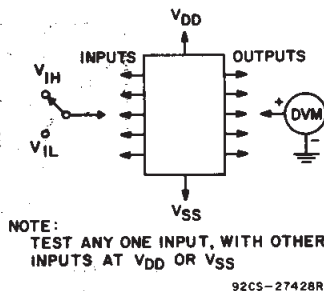 VDD
INPUTS
OUTPUTS
VIH
VIL
+
DVM
-
VSS
NOTE:
TEST ANY ONE INPUT, WITH OTHER
INPUTS AT VDD OR VSS
92CS-27428R